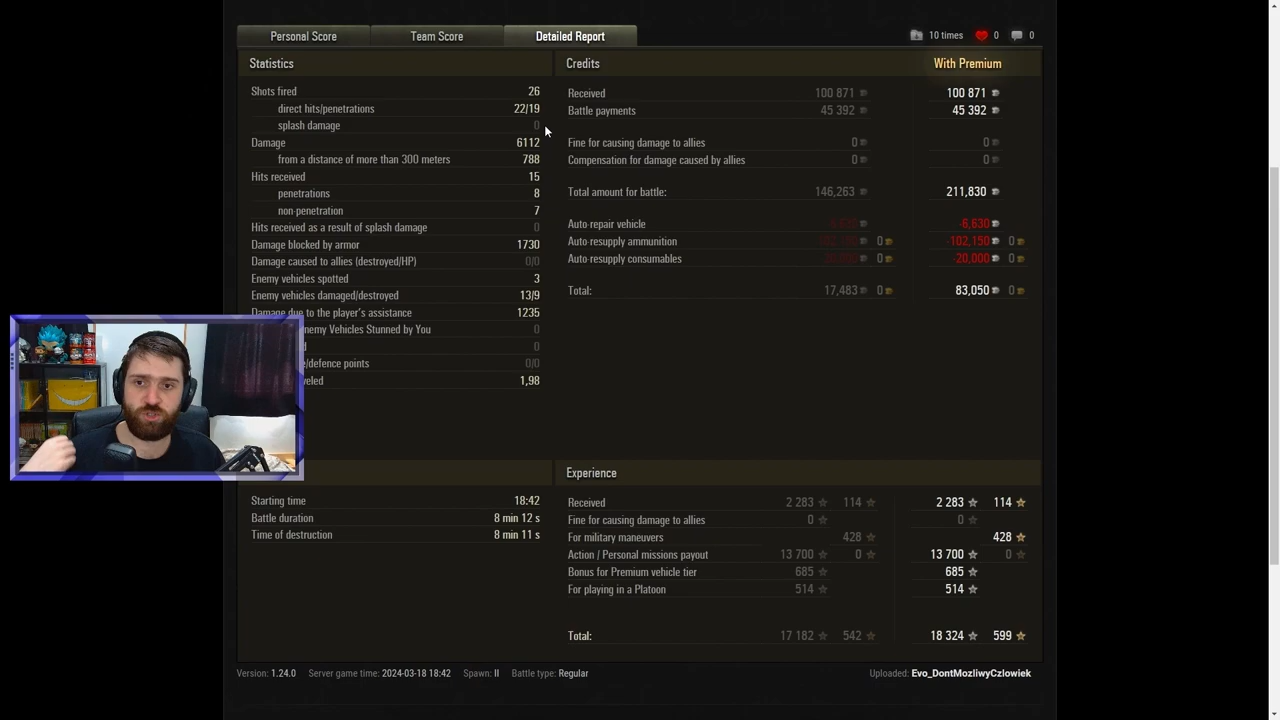 Personal Score Team Score Detailed Report 10 times 0 0
Statistics Credits With Premium
Shots fired 26
direct hits/penetrations 22/19
splash damage 0
Damage 6112
from a distance of more than 300 meters 788
Hits received 15
penetrations 8
non-penetration 7
Hits received as a result of splash damage 0
Damage blocked by armor 1730
Damage caused to allies (destroyed/HP) 0/0
Enemy vehicles spotted 3
Enemy vehicles damaged/destroyed 13/9
Damage due to the player's assistance 1235
nemy Vehicles Stunned by You 0
0
e/defence points 0/0
veled 1,98
Received 100 871 100 871
Battle payments 45 392 45 392
Fine for causing damage to allies 0 0
Compensation for damage caused by allies 0 0
Total amount for battle: 146,263 211,830
Auto-repair vehicle -6,630
Auto-resupply ammunition 0 -102,150 0
Auto-resupply consumables 0 -20,000 0
Total: 17,483 0 83,050 0
Starting time 18:42
Battle duration 8 min 12 s
Time of destruction 8 min 11 s
Experience
Received 2 283 114 2 283 114
Fine for causing damage to allies 0 0
For military maneuvers 428 428
Action / Personal missions payout 13 700 0 13 700 0
Bonus for Premium vehicle tier 685 685
For playing in a Platoon 514 514
Total: 17 182 542 18 324 599
Version: 1.24.0 Server game time: 2024-03-18 18:42 Spawn: II Battle type: Regular Uploaded: Evo_DontMozliwyCzlowiek